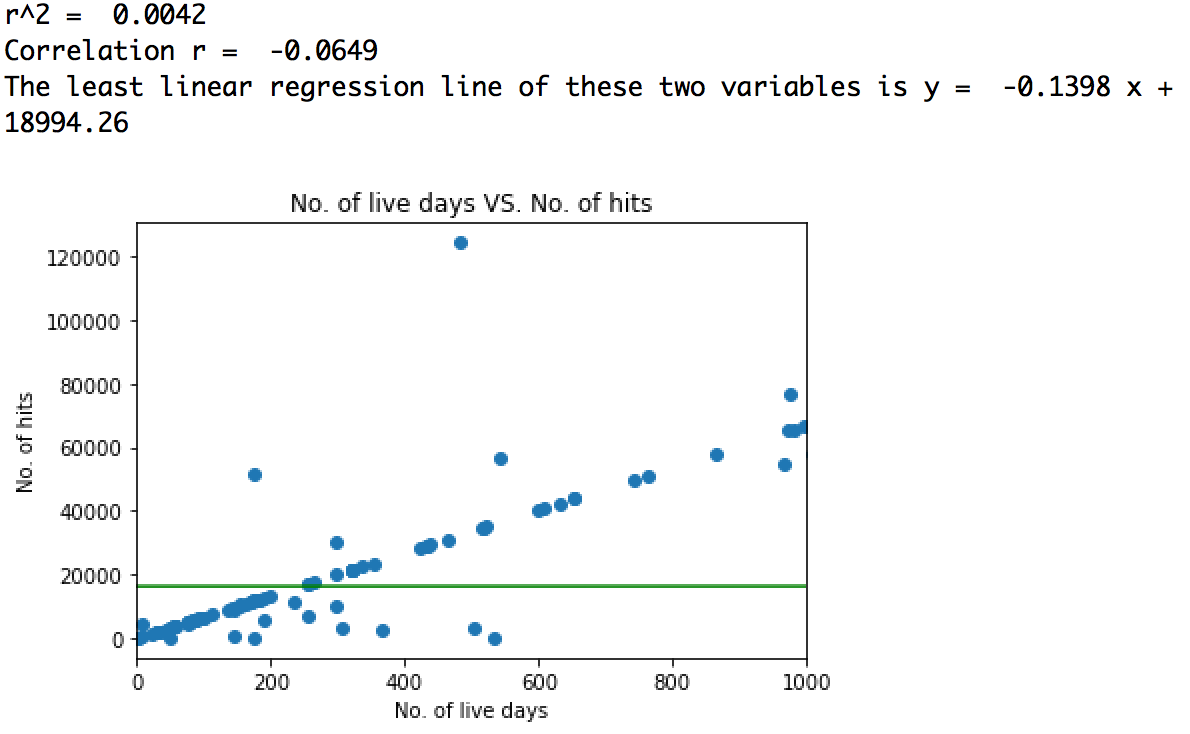 r^2 =  0.0042
Correlation r =  -0.0649
The least linear regression line of these two variables is y =  -0.1398 x +
18994.26
No. of live days VS. No. of hits
120000
100000
80000
60000
40000
20000
0
No. of hits
0 200 400 600 800 1000
No. of live days